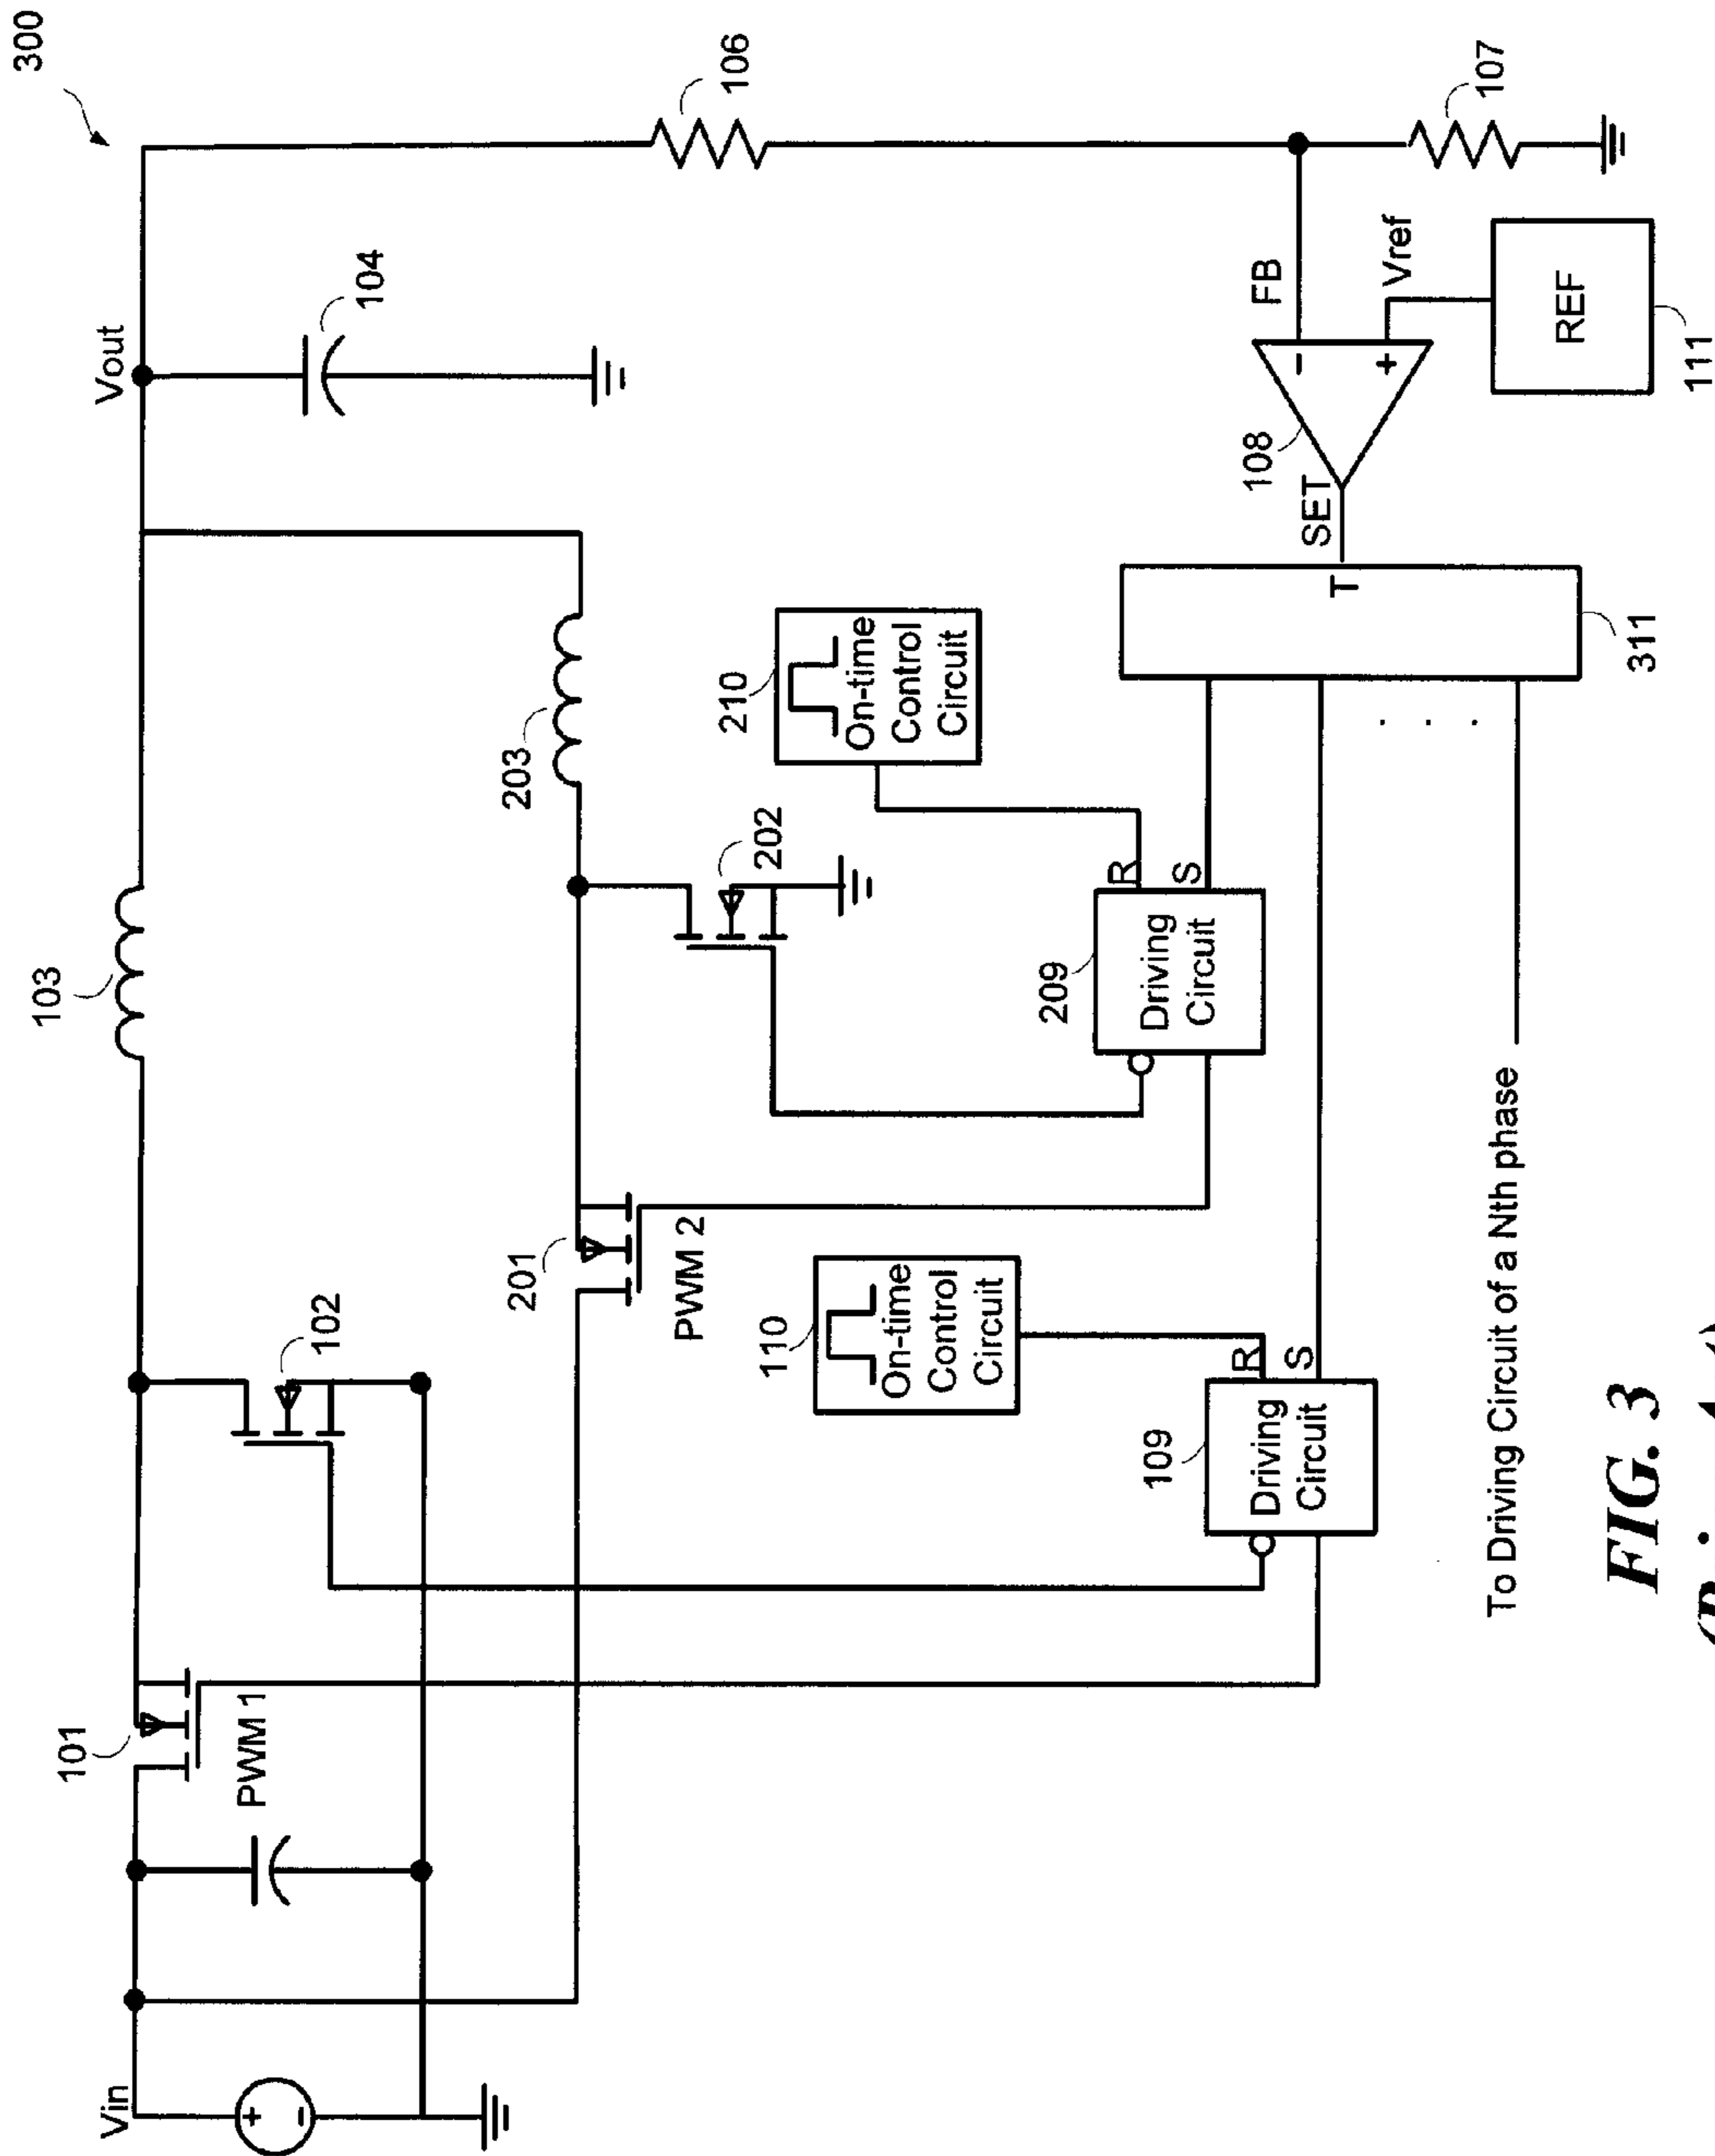 300
Vin
101
PWM 1
102
103
Vout
104
106
107
201
PWM 2
202
203
110
On-time
Control
Circuit
210
On-time
Control
Circuit
109
Driving
Circuit
R
S
209
Driving
Circuit
R
S
311
T
SET
108
FB
Vref
REF
111
+
-
-
+
. . .
To Driving Circuit of a Nth phase
FIG. 3
(Prior Art)